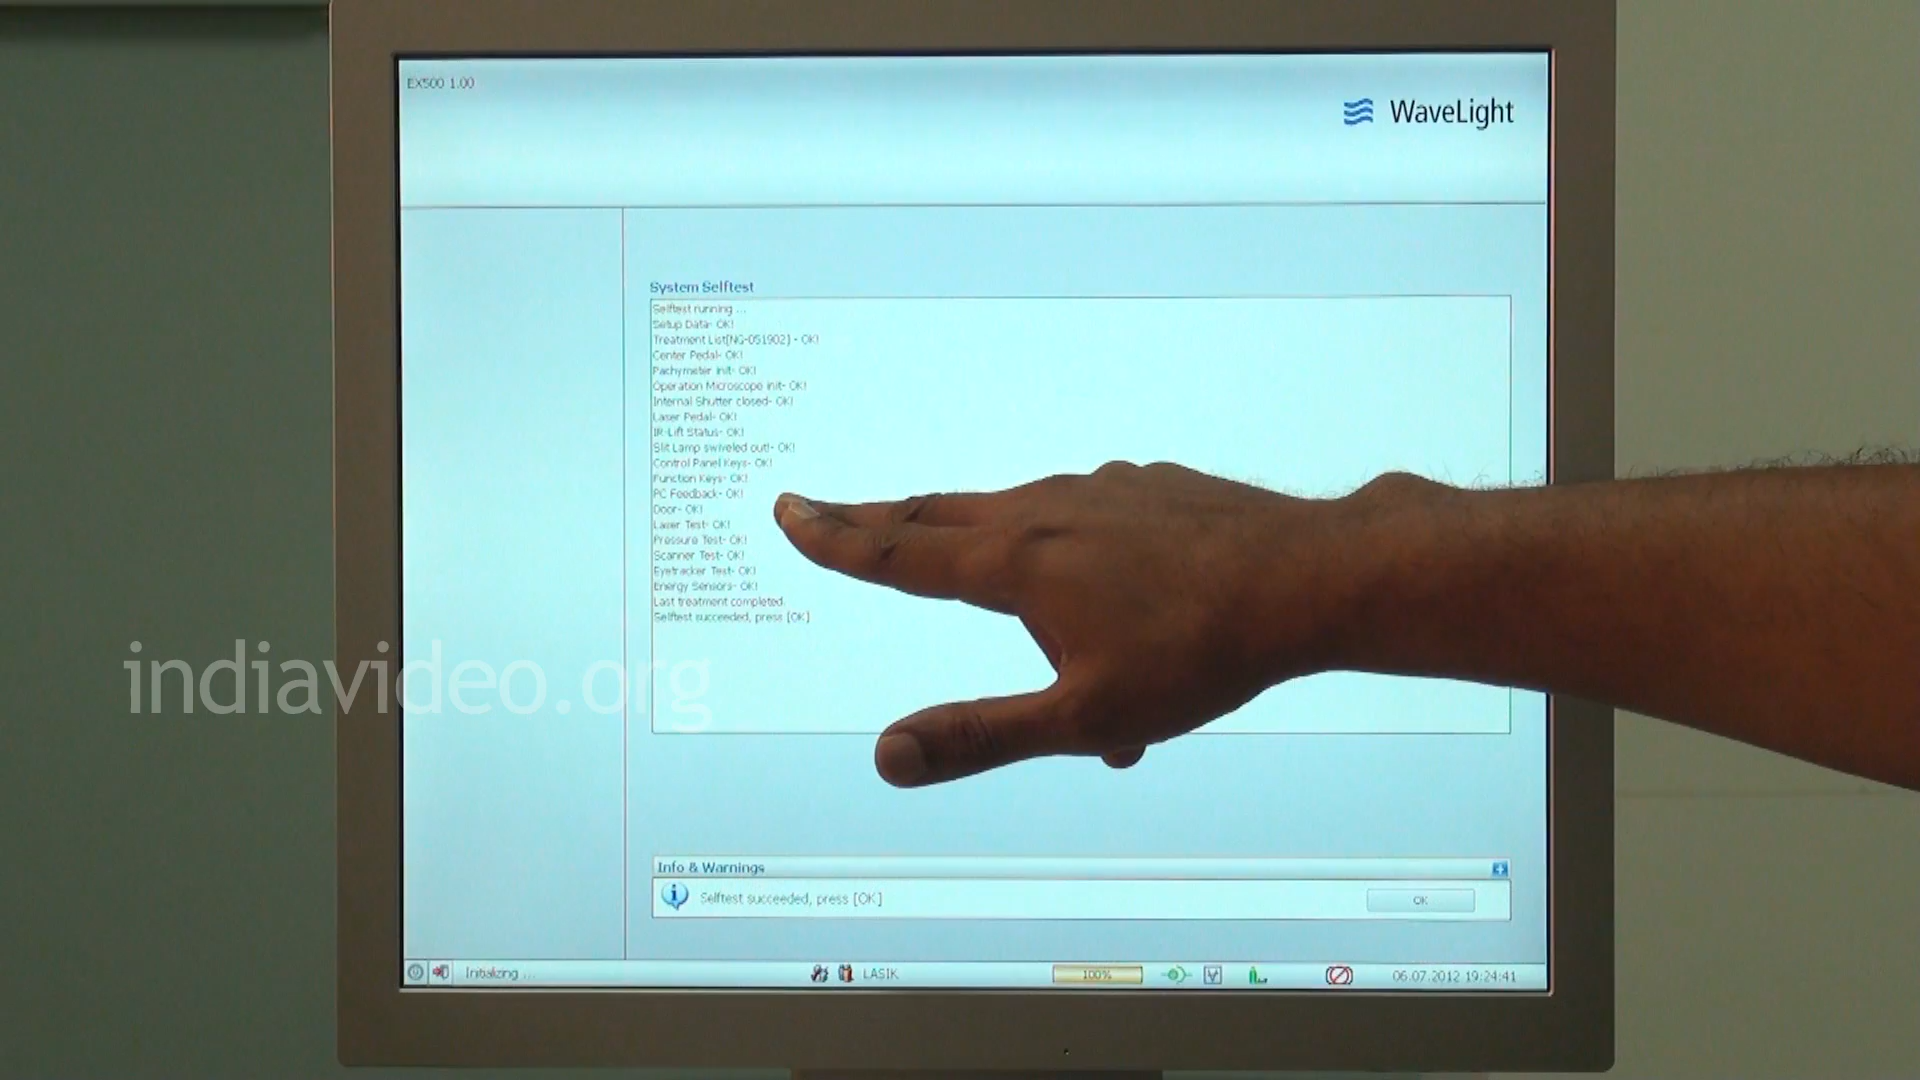 EX500 1.00
WaveLight
System Selftest
Selftest running ...
Setup Data- OK!
Treatment List[NG-051902] - OK!
Center Pedal- OK!
Pachymeter init- OK!
Operation Microscope init- OK!
Internal Shutter closed- OK!
Laser Pedal- OK!
IR-Lift Status- OK!
Slit Lamp swiveled out!- OK!
Control Panel Keys- OK!
Function Keys- OK!
PC Feedback- OK!
Door- OK!
Laser Test- OK!
Pressure Test- OK!
Scanner Test- OK!
Eyetracker Test- OK!
Energy Sensors- OK!
Last treatment completed.
Selftest succeeded, press [OK]
indiavideo.org
Info & Warnings
Selftest succeeded, press [OK]
OK
Initializing ...
LASIK
100%
06.07.2012 19:24:41